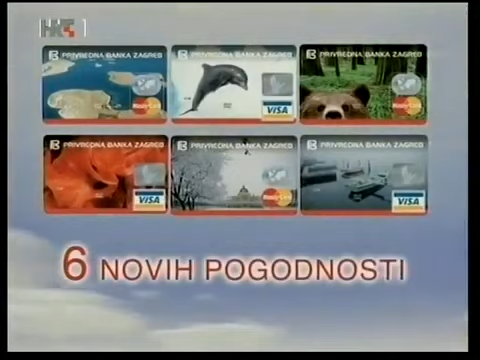 HRT 1
PRIVREDNA BANKA ZAGREB
PRIVREDNA BANKA ZAGREB
PRIVREDNA BANKA ZAGREB
MasterCard
VISA
MasterCard
PRIVREDNA BANKA ZAGREB
PRIVREDNA BANKA ZAGREB
PRIVREDNA BANKA ZAGREB
VISA
MasterCard
VISA
6 NOVIH POGODNOSTI